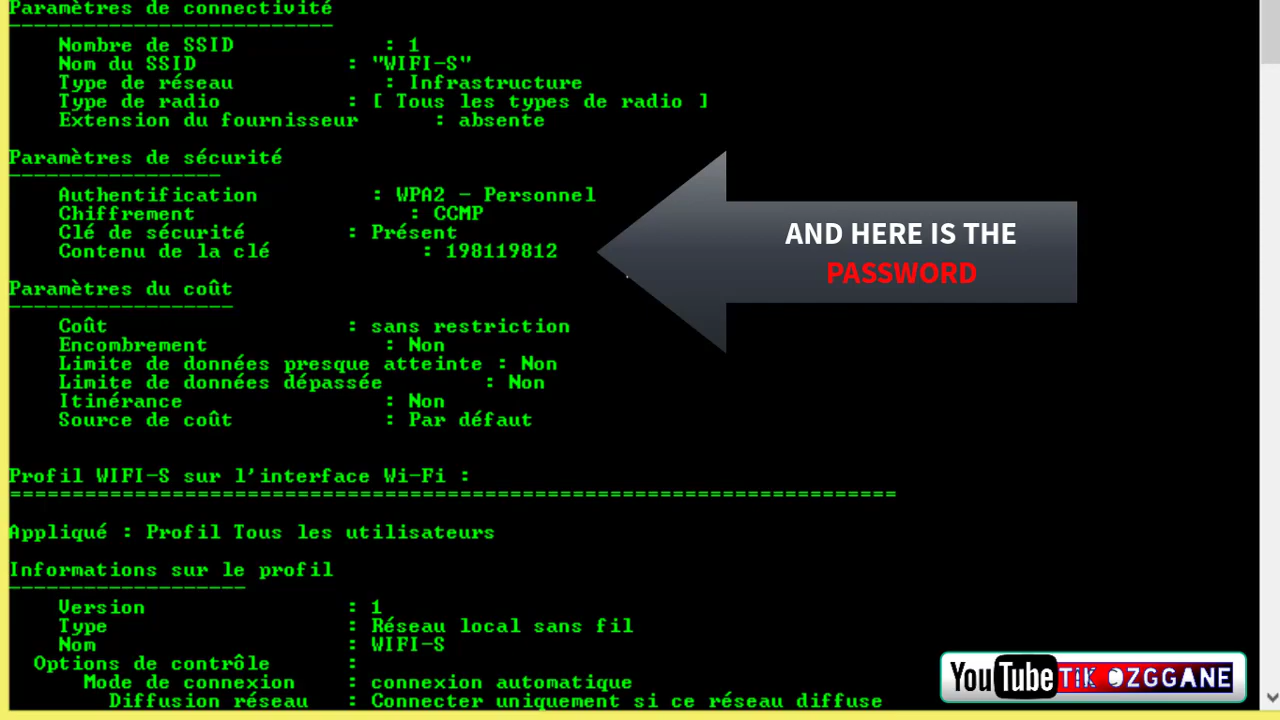 Paramètres de connectivité
--------------------------
Nombre de SSID : 1
Nom du SSID : "WIFI-S"
Type de réseau : Infrastructure
Type de radio : [ Tous les types de radio ]
Extension du fournisseur : absente
Paramètres de sécurité
-----------------
Authentification : WPA2 - Personnel
Chiffrement : CCMP
Clé de sécurité : Présent
Contenu de la clé : 198119812
AND HERE IS THE
PASSWORD
Paramètres du coût
------------------
Coût : sans restriction
Encombrement : Non
Limite de données presque atteinte : Non
Limite de données dépassée : Non
Itinérance : Non
Source de coût : Par défaut
Profil WIFI-S sur l'interface Wi-Fi :
=======================================================================
Appliqué : Profil Tous les utilisateurs
Informations sur le profil
-------------------
Version : 1
Type : Réseau local sans fil
Nom : WIFI-S
Options de contrôle :
Mode de connexion : connexion automatique
Diffusion réseau : Connecter uniquement si ce réseau diffuse
YouTube TIK OZGGANE